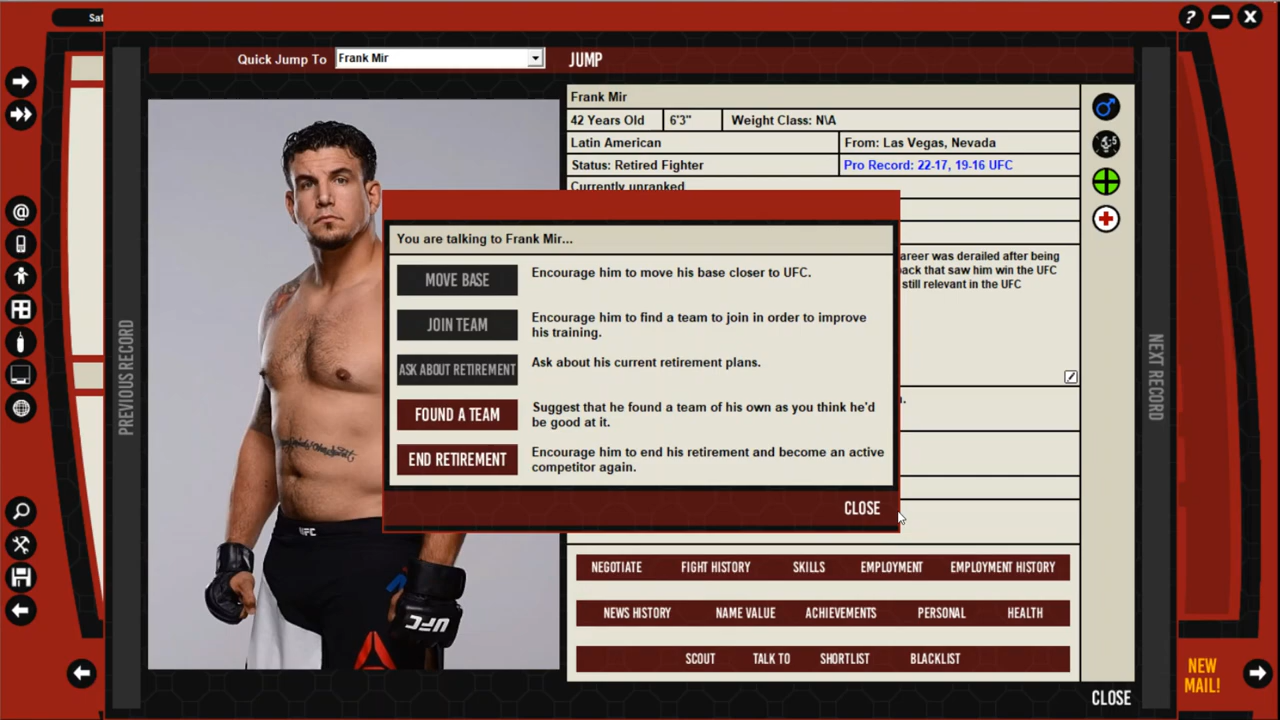 Sat
Quick Jump To
Frank Mir
JUMP
Frank Mir
42 Years Old
6'3"
Weight Class: N\A
Latin American
From: Las Vegas, Nevada
Status: Retired Fighter
Pro Record: 22-17, 19-16 UFC
Currently unranked
areer was derailed after being
ack that saw him win the UFC
still relevant in the UFC
You are talking to Frank Mir...
MOVE BASE
Encourage him to move his base closer to UFC.
JOIN TEAM
Encourage him to find a team to join in order to improve
his training.
ASK ABOUT RETIREMENT
Ask about his current retirement plans.
FOUND A TEAM
Suggest that he found a team of his own as you think he'd
be good at it.
END RETIREMENT
Encourage him to end his retirement and become an active
competitor again.
CLOSE
PREVIOUS RECORD
NEXT RECORD
UFC
UFC
NEGOTIATE FIGHT HISTORY SKILLS EMPLOYMENT EMPLOYMENT HISTORY
NEWS HISTORY NAME VALUE ACHIEVEMENTS PERSONAL HEALTH
SCOUT TALK TO SHORTLIST BLACKLIST
CLOSE
NEW
MAIL!